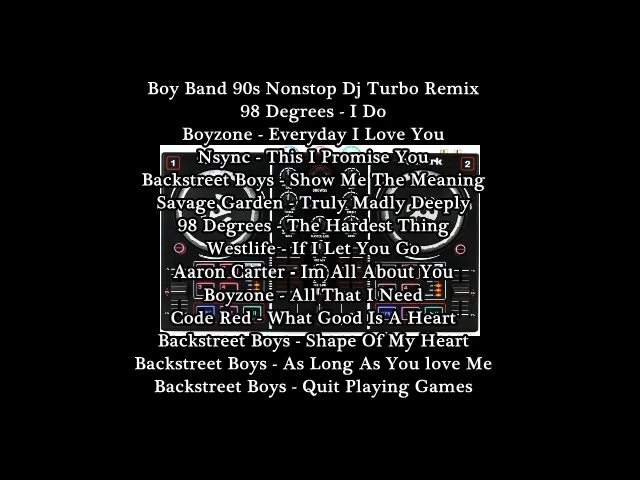 Boy Band 90s Nonstop Dj Turbo Remix
98 Degrees - I Do
Boyzone - Everyday I Love You
Nsync - This I Promise You
Backstreet Boys - Show Me The Meaning
Savage Garden - Truly Madly Deeply
98 Degrees - The Hardest Thing
Westlife - If I Let You Go
Aaron Carter - Im All About You
Boyzone - All That I Need
Code Red - What Good Is A Heart
Backstreet Boys - Shape Of My Heart
Backstreet Boys - As Long As You love Me
Backstreet Boys - Quit Playing Games
1
2